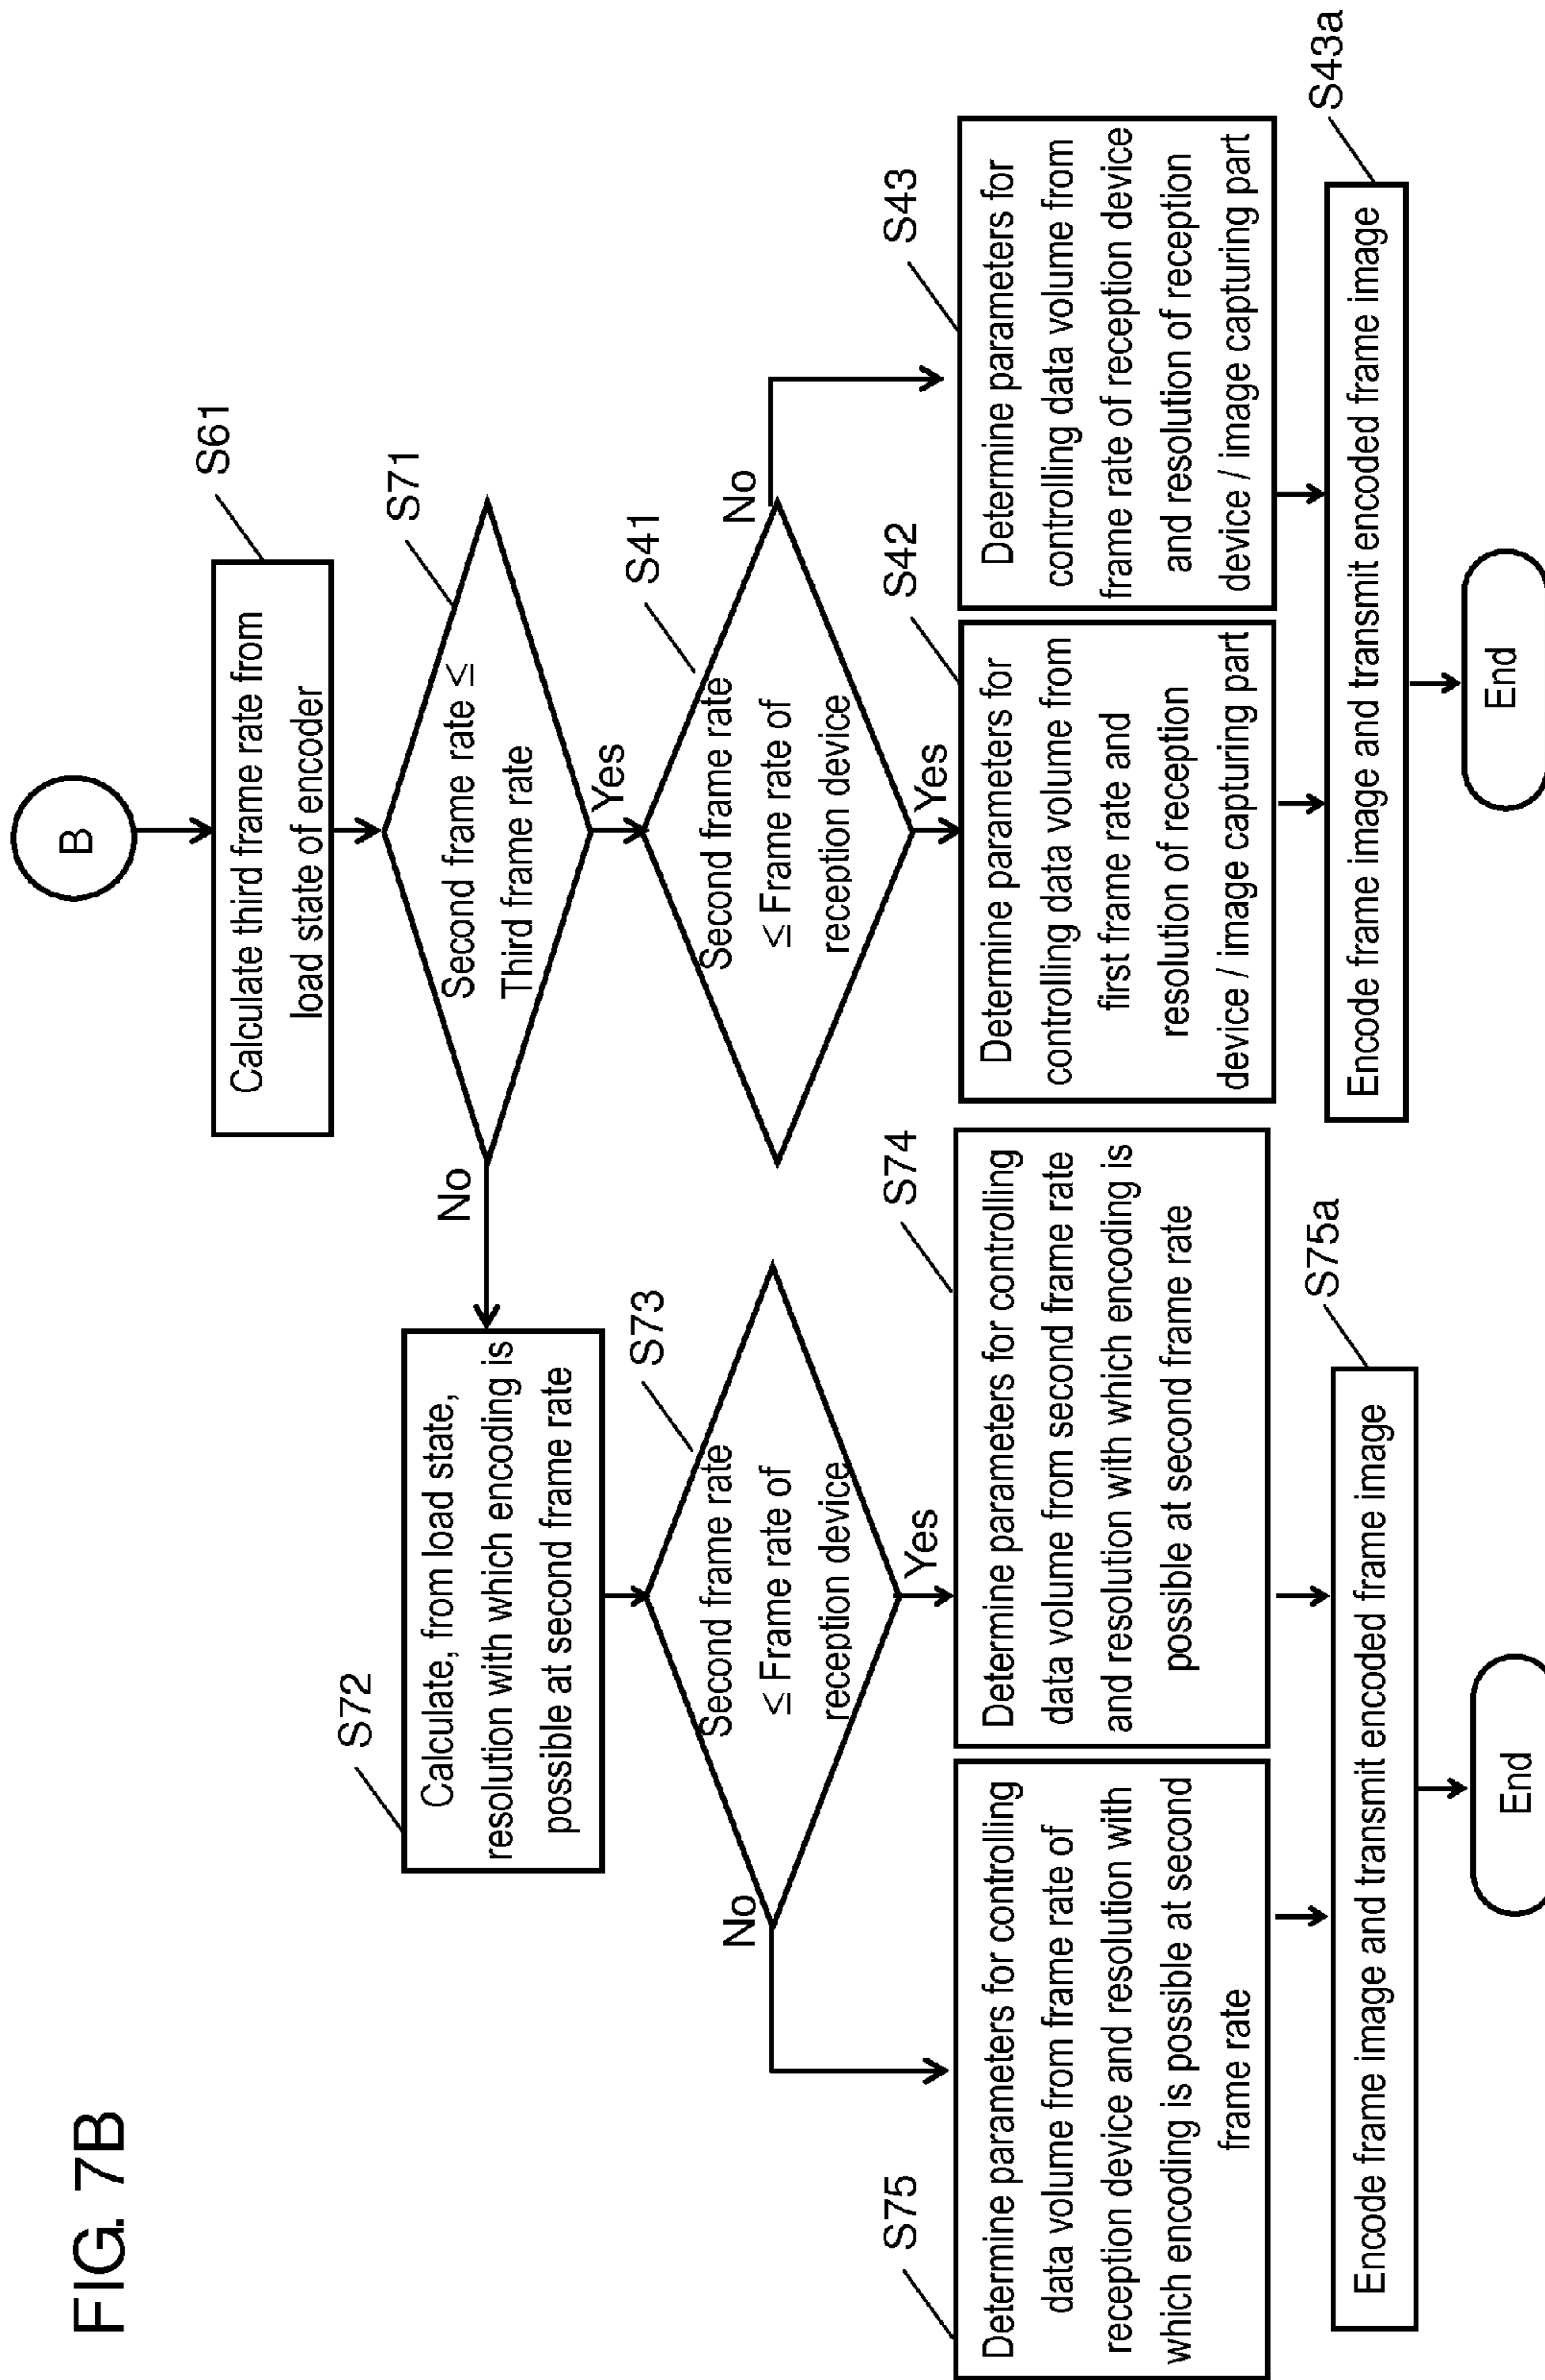 FIG. 7B
B
S61
Calculate third frame rate from
load state of encoder
S71
Second frame rate ≤
Third frame rate
No
Yes
S72
Calculate, from load state,
resolution with which encoding is
possible at second frame rate
S73
Second frame rate
≤ Frame rate of
reception device
No
Yes
S41
Second frame rate
≤ Frame rate of
reception device
No
Yes
S75
Determine parameters for controlling
data volume from frame rate of
reception device and resolution with
which encoding is possible at second
frame rate
S74
Determine parameters for controlling
data volume from second frame rate
and resolution with which encoding is
possible at second frame rate
S42
Determine parameters for
controlling data volume from
first frame rate and
resolution of reception
device / image capturing part
S43
Determine parameters for
controlling data volume from
frame rate of reception device
and resolution of reception
device / image capturing part
S75a
Encode frame image and transmit encoded frame image
S43a
Encode frame image and transmit encoded frame image
End
End